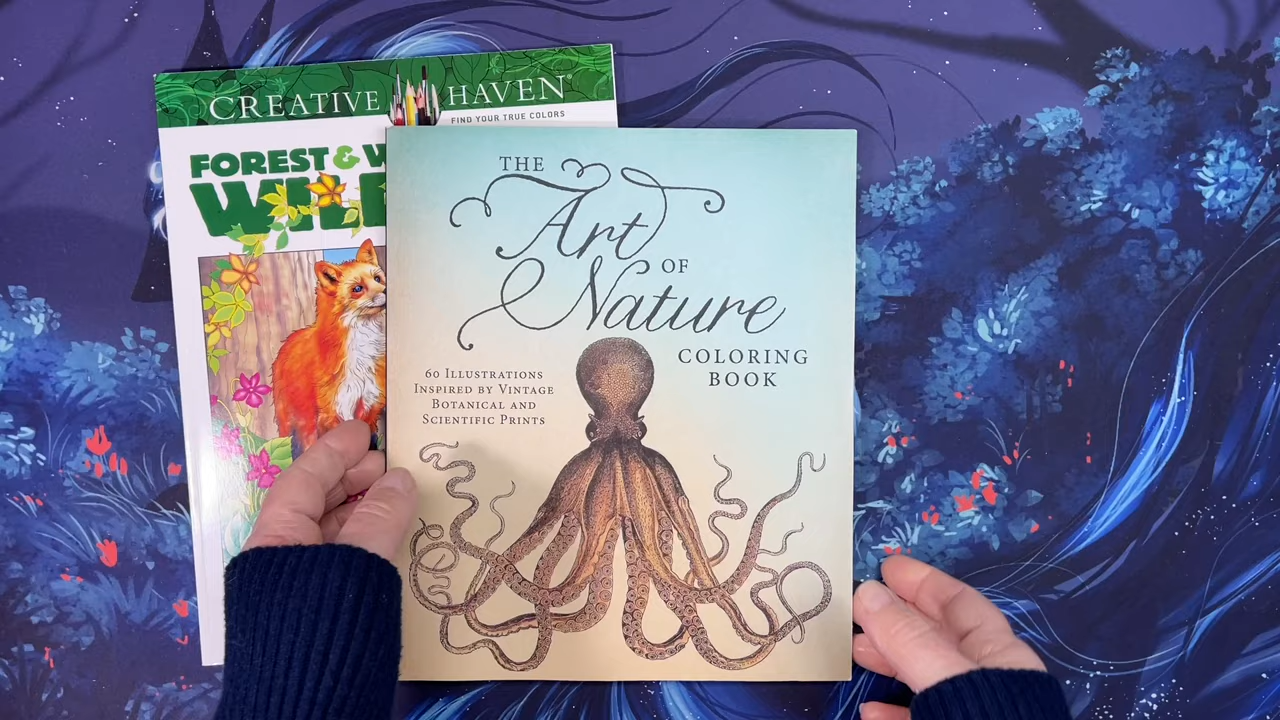 CREATIVE HAVEN®
FIND YOUR TRUE COLORS
FOREST &
THE
Art
OF
Nature
COLORING
BOOK
60 ILLUSTRATIONS
INSPIRED BY VINTAGE
BOTANICAL AND
SCIENTIFIC PRINTS